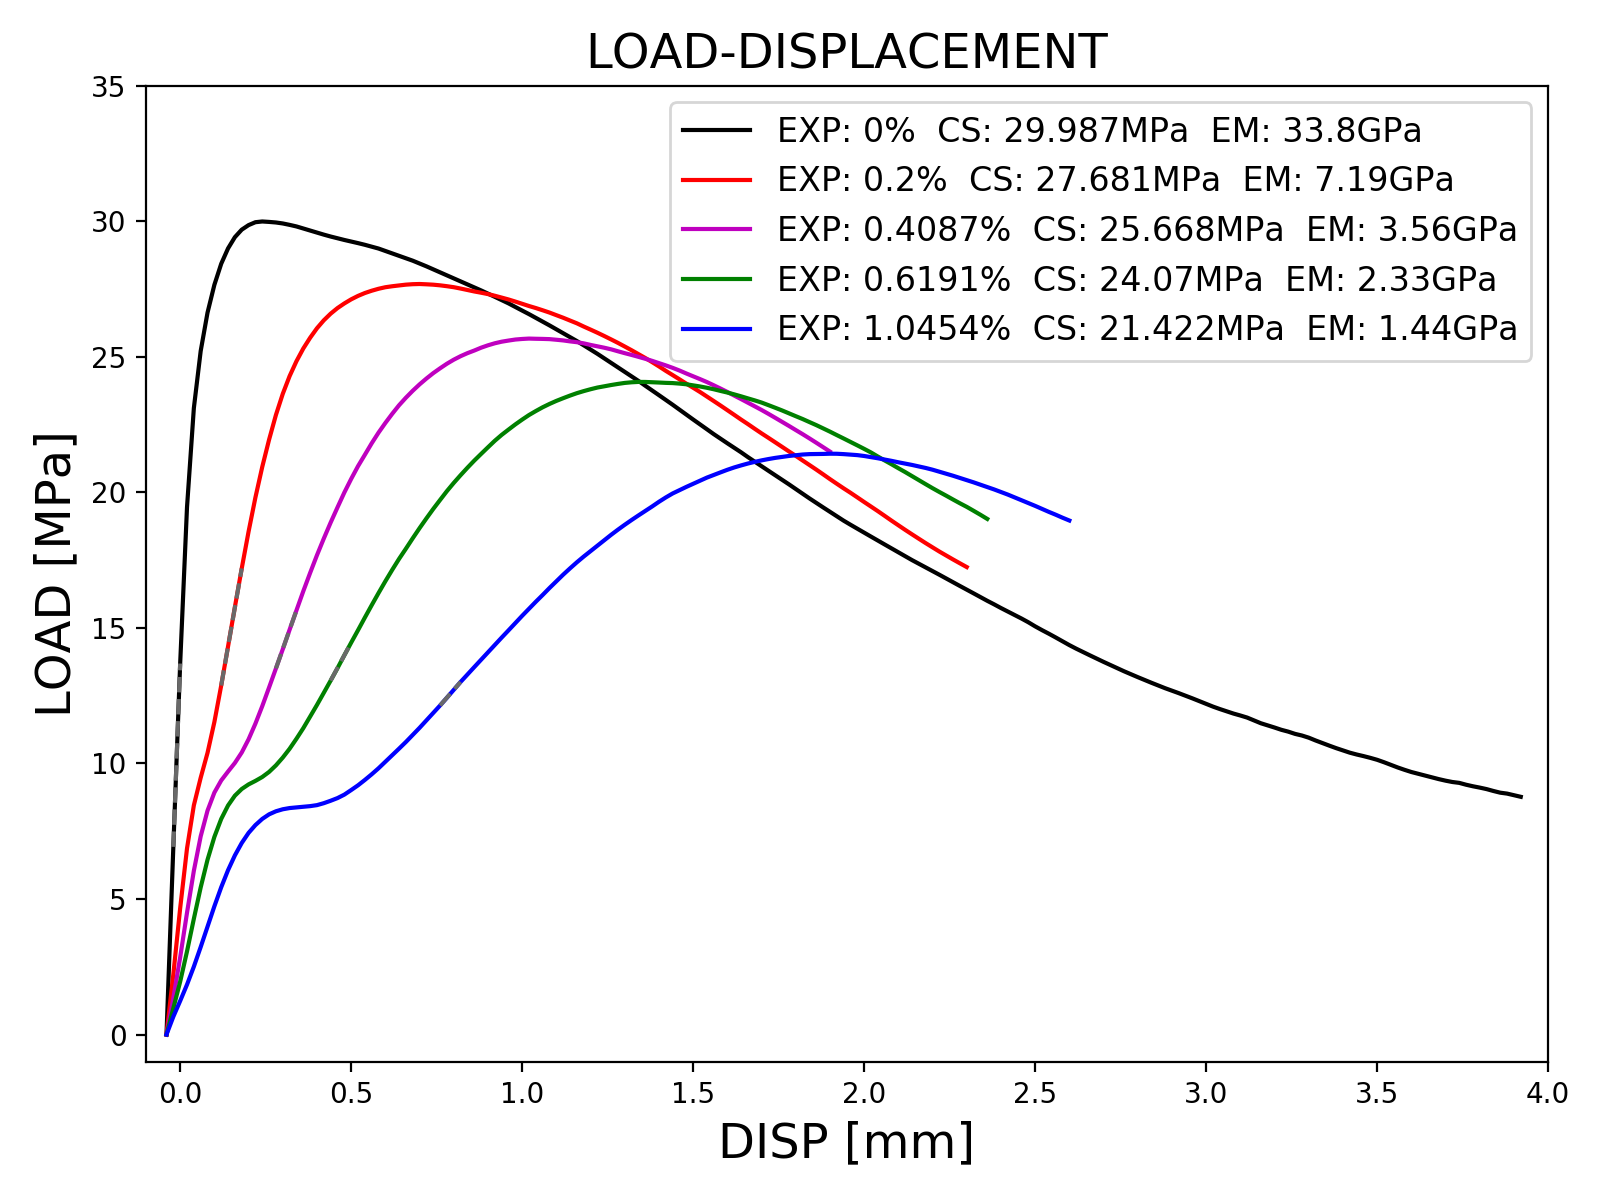 LOAD-DISPLACEMENT
35
30
25
20
15
10
5
0
LOAD [MPa]
EXP: 0% CS: 29.987MPa EM: 33.8GPa
EXP: 0.2% CS: 27.681MPa EM: 7.19GPa
EXP: 0.4087% CS: 25.668MPa EM: 3.56GPa
EXP: 0.6191% CS: 24.07MPa EM: 2.33GPa
EXP: 1.0454% CS: 21.422MPa EM: 1.44GPa
0.0 0.5 1.0 1.5 2.0 2.5 3.0 3.5 4.0
DISP [mm]